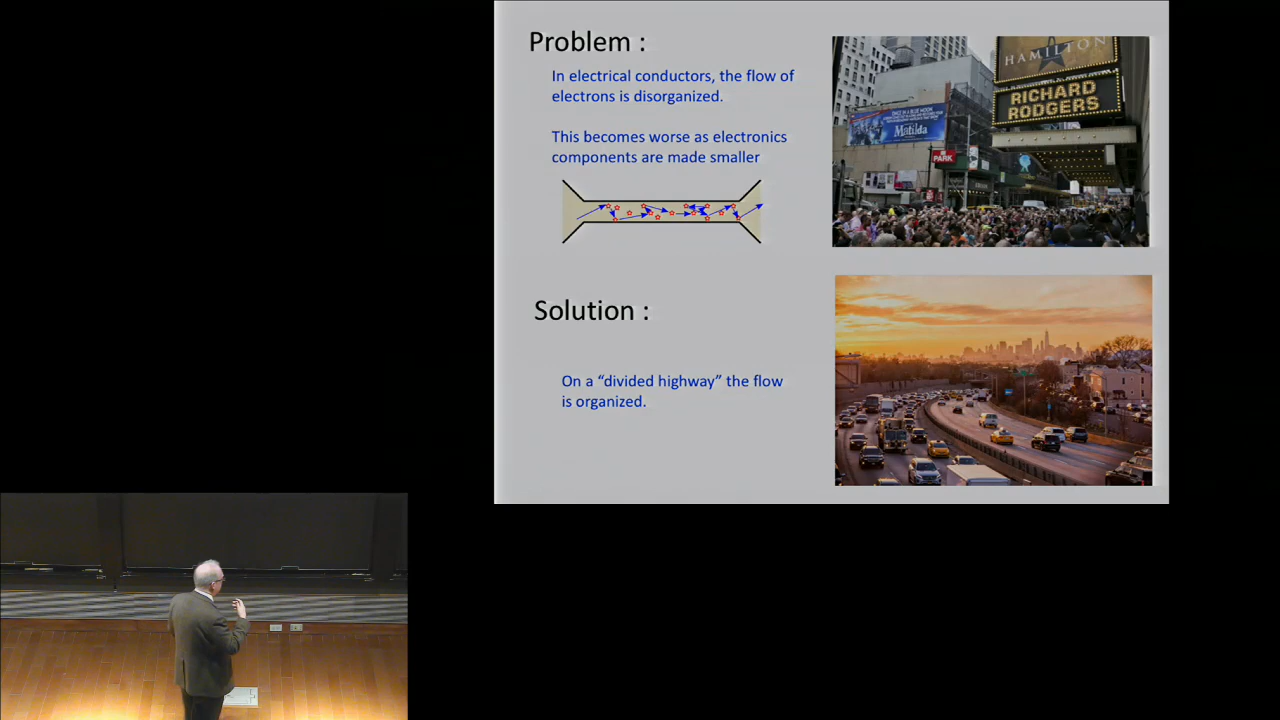 Problem :
In electrical conductors, the flow of
electrons is disorganized.
This becomes worse as electronics
components are made smaller
HAMILTON
RICHARD
RODGERS
Matilda
PARK
Solution :
On a “divided highway” the flow
is organized.